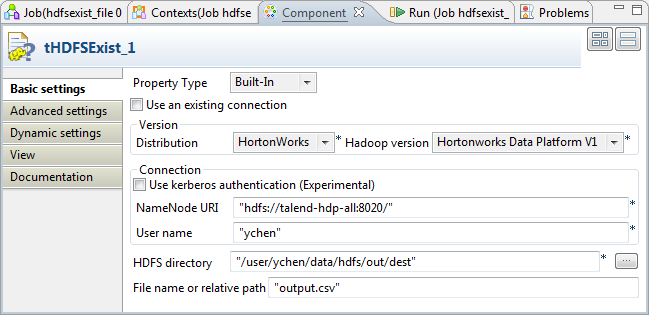 Job(hdfsexist_file 0 Contexts(Job hdfse Component Run (Job hdfsexist_ Problems
tHDFSExist_1
Basic settings
Advanced settings
Dynamic settings
View
Documentation
Property Type Built-In
Use an existing connection
Version
Distribution HortonWorks * Hadoop version Hortonworks Data Platform V1 *
Connection
Use kerberos authentication (Experimental)
NameNode URI "hdfs://talend-hdp-all:8020/" *
User name "ychen" *
HDFS directory "/user/ychen/data/hdfs/out/dest" * ...
File name or relative path "output.csv"